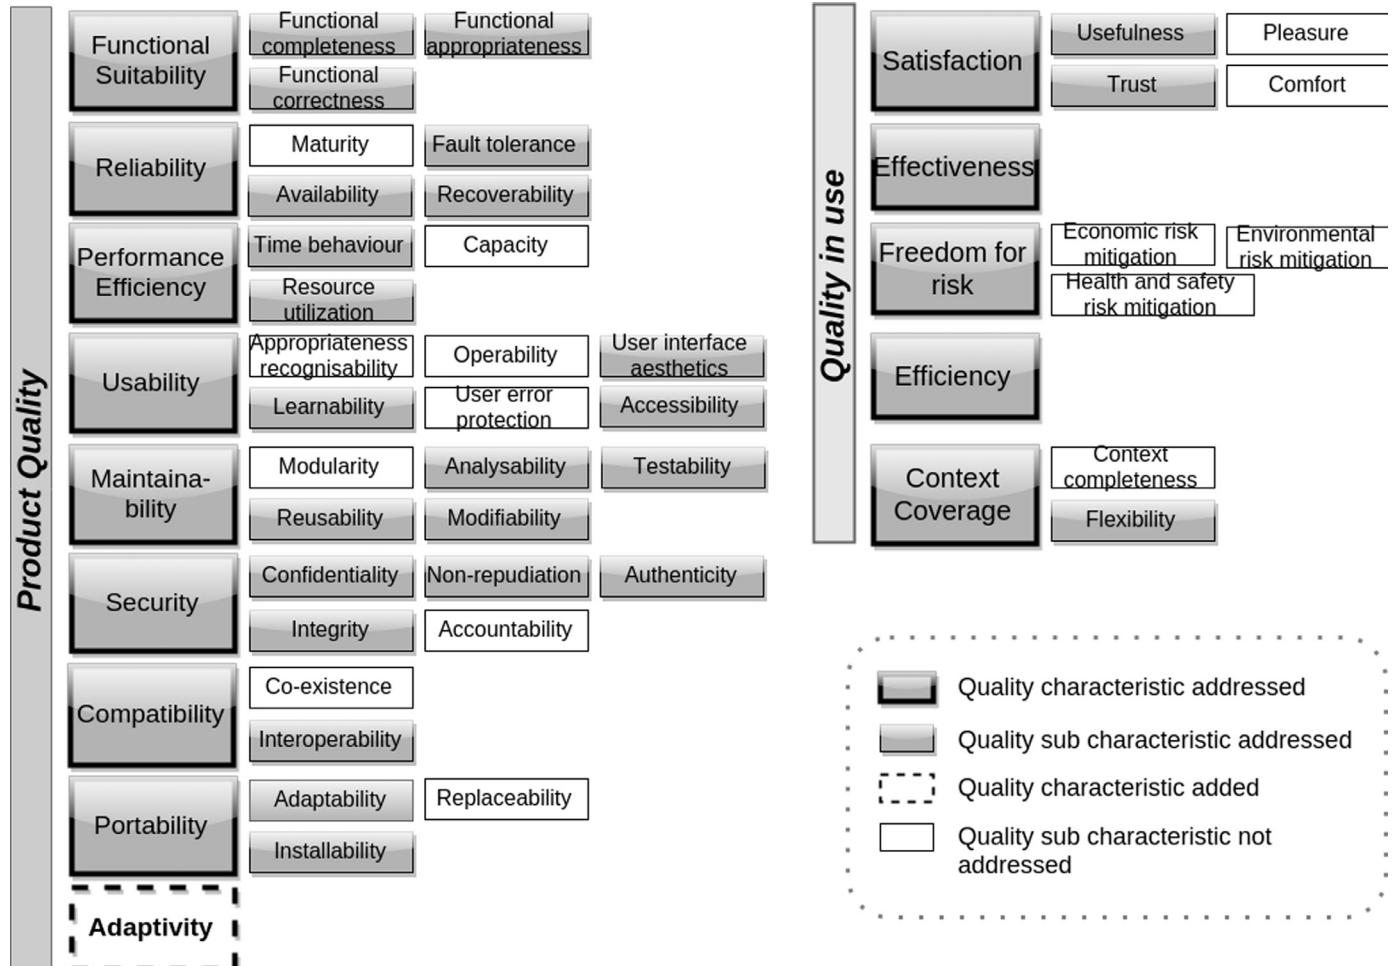 Product Quality
Functional
Suitability
Functional
completeness
Functional
appropriateness
Functional
correctness
Reliability
Maturity
Fault tolerance
Availability
Recoverability
Performance
Efficiency
Time behaviour
Capacity
Resource
utilization
Usability
Appropriateness
recognisability
Operability
User interface
aesthetics
Learnability
User error
protection
Accessibility
Maintaina-
bility
Modularity
Analysability
Testability
Reusability
Modifiability
Security
Confidentiality
Non-repudiation
Authenticity
Integrity
Accountability
Compatibility
Co-existence
Interoperability
Portability
Adaptability
Replaceability
Installability
Adaptivity
Quality in use
Satisfaction
Usefulness
Pleasure
Trust
Comfort
Effectiveness
Freedom for
risk
Economic risk
mitigation
Environmental
risk mitigation
Health and safety
risk mitigation
Efficiency
Context
Coverage
Context
completeness
Flexibility
Quality characteristic addressed
Quality sub characteristic addressed
Quality characteristic added
Quality sub characteristic not
addressed